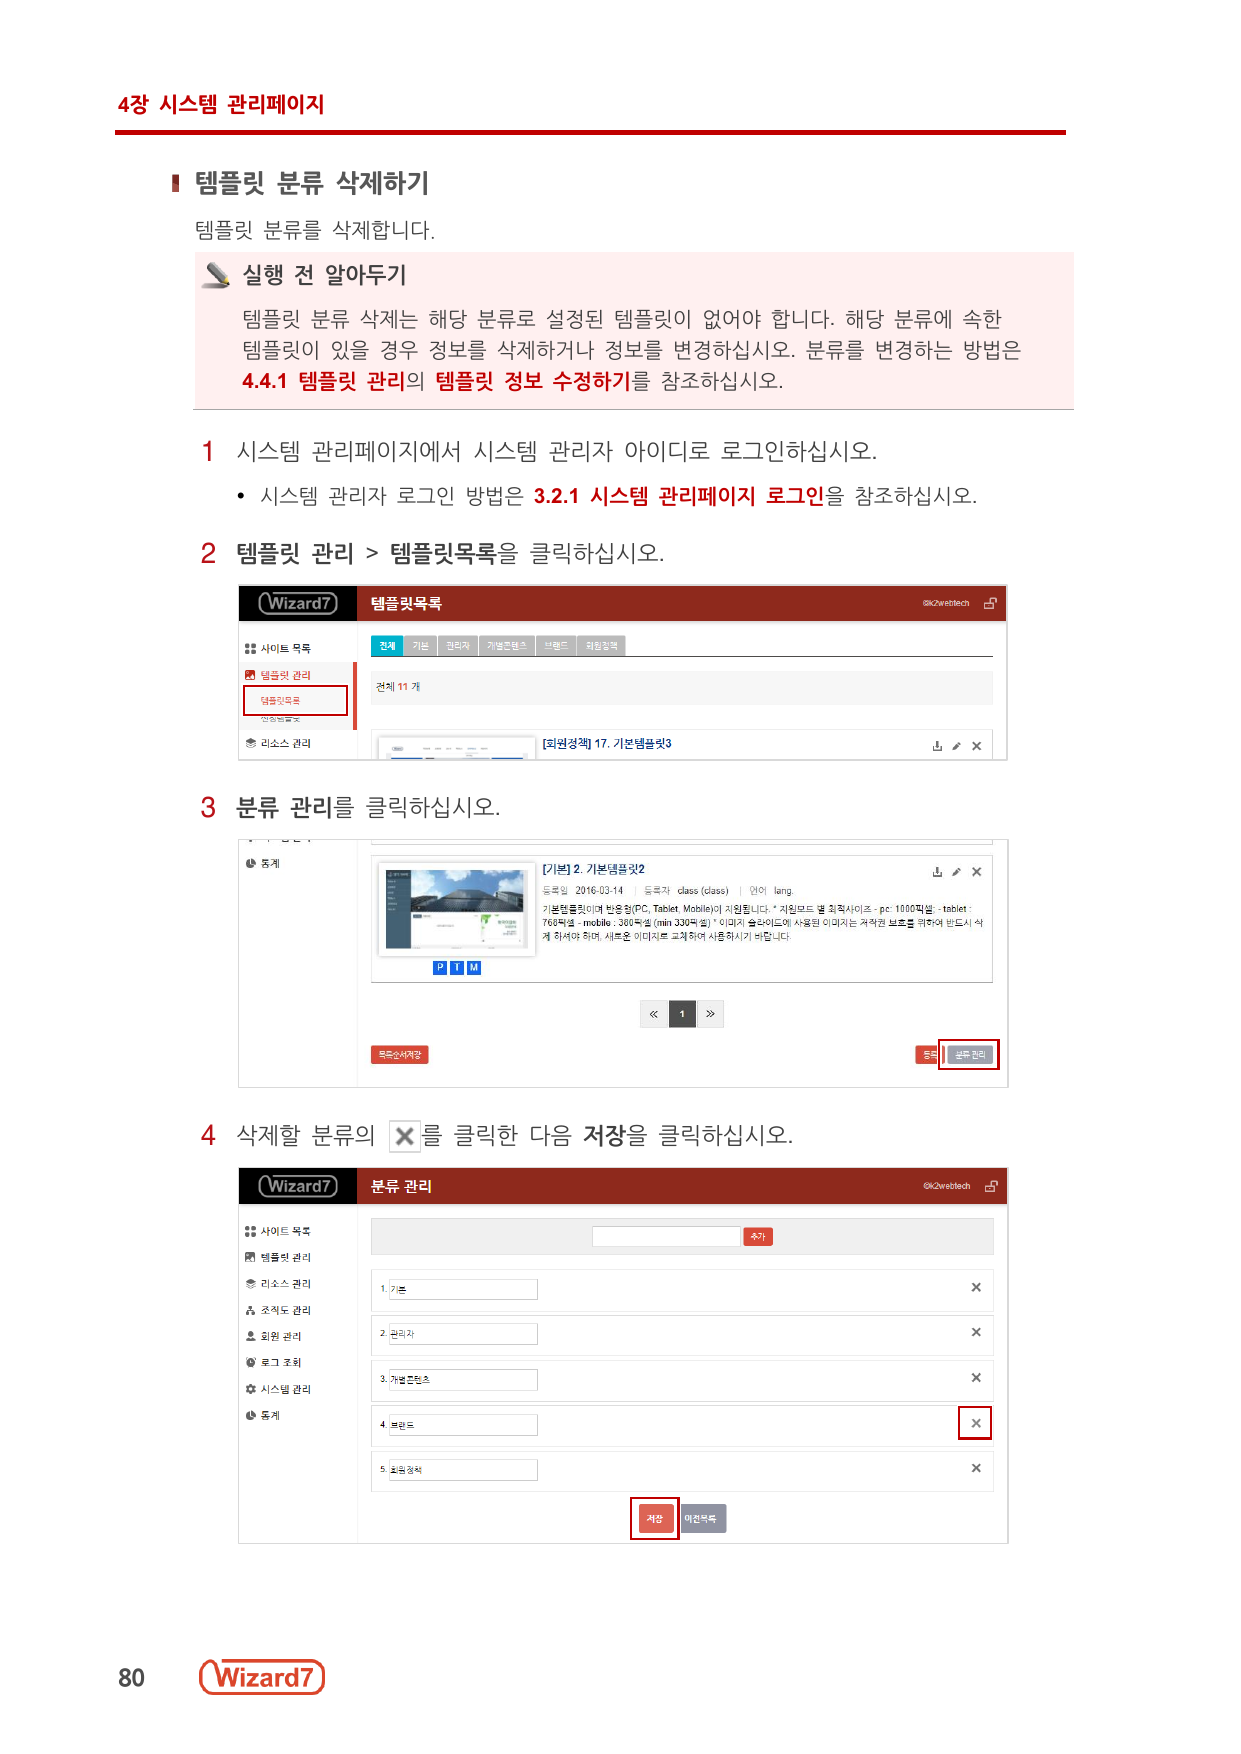 4장 시스템 관리페이지
템플릿 분류 삭제하기
템플릿 분류를 삭제합니다.
실행 전 알아두기
템플릿 분류 삭제는 해당 분류로 설정된 템플릿이 없어야 합니다. 해당 분류에 속한
템플릿이 있을 경우 정보를 삭제하거나 정보를 변경하십시오. 분류를 변경하는 방법은
4.4.1 템플릿 관리의 템플릿 정보 수정하기를 참조하십시오.
1 시스템 관리페이지에서 시스템 관리자 아이디로 로그인하십시오.
• 시스템 관리자 로그인 방법은 3.2.1 시스템 관리페이지 로그인을 참조하십시오.
2 템플릿 관리 > 템플릿목록을 클릭하십시오.
Wizard7 템플릿목록 @k2webtech
사이트 목록 전체 기본 관리자 개별콘텐츠 브랜드 회원정책
템플릿 관리
전체 11 개
템플릿목록
신청템플릿
리소스 관리 [회원정책] 17. 기본템플릿3
3 분류 관리를 클릭하십시오.
통계
[기본] 2. 기본템플릿2
등록일 2016-03-14 | 등록자 class (class) | 언어 lang.
기본템플릿이며 반응형(PC, Tablet, Mobile)이 지원됩니다. * 지원모드 별 최적사이즈 - pc: 1000픽셀; - tablet :
768픽셀 - mobile : 380픽셀 (min 330픽셀) * 이미지 슬라이드에 사용된 이미지는 저작권 보호를 위하여 반드시 삭
제 하셔야 하며, 새로운 이미지로 교체하여 사용하시기 바랍니다.
P T M
« 1 »
목록순서저장 등록 분류 관리
4 삭제할 분류의 ✕를 클릭한 다음 저장을 클릭하십시오.
Wizard7 분류 관리 @k2webtech
사이트 목록
추가
템플릿 관리
리소스 관리
조직도 관리
회원 관리
로그 조회
시스템 관리
통계
1. 기본
2. 관리자
3. 개별콘텐츠
4. 브랜드
5. 회원정책
저장 이전목록
80 Wizard7